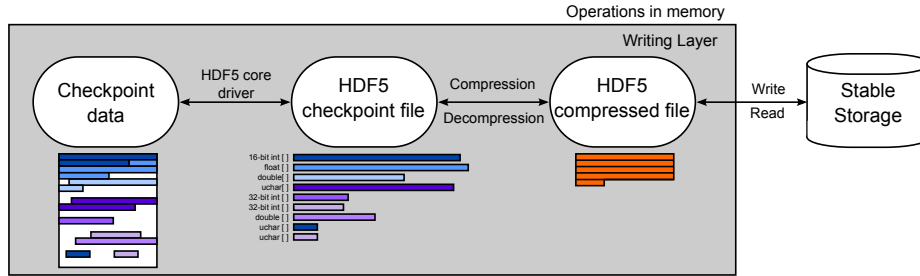 Operations in memory
Writing Layer
Checkpoint
data
HDF5 core
driver
HDF5
checkpoint file
Compression
Decompression
HDF5
compressed file
Write
Read
Stable
Storage
16-bit int [ ]
float [ ]
double[ ]
uchar[ ]
32-bit int [ ]
32-bit int [ ]
double [ ]
uchar [ ]
uchar [ ]